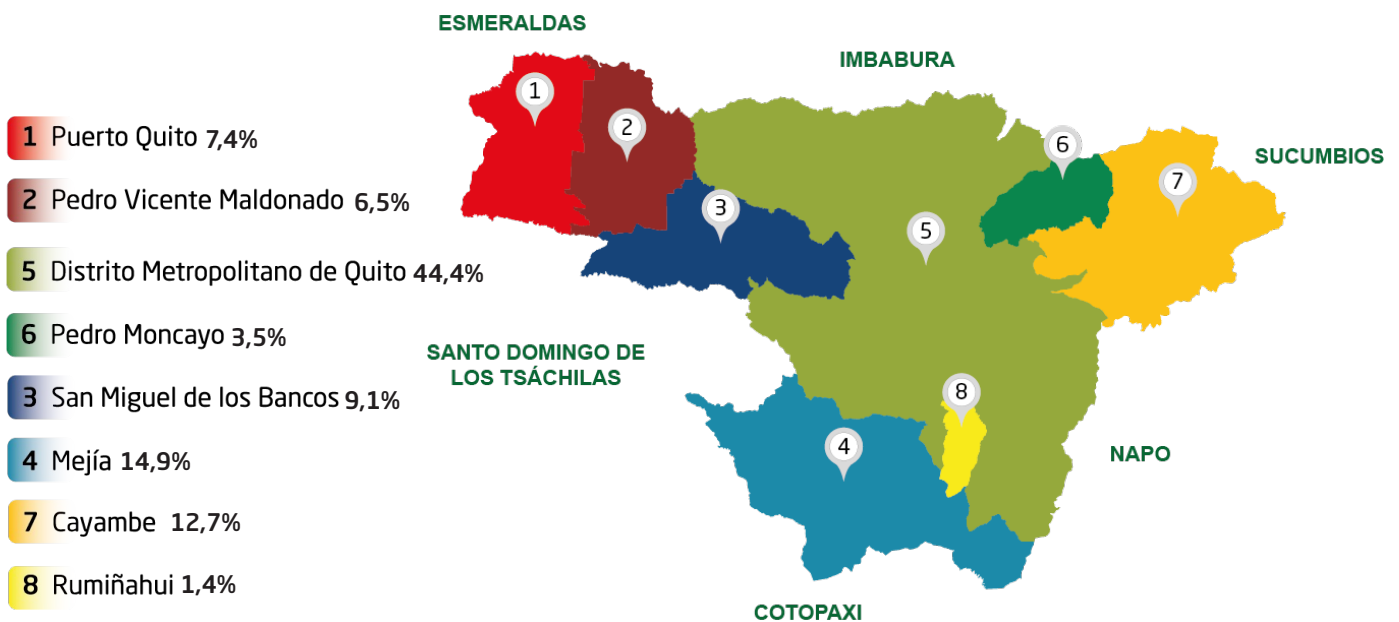 ESMERALDAS
IMBABURA
SUCUMBIOS
1 Puerto Quito 7,4%
2 Pedro Vicente Maldonado 6,5%
5 Distrito Metropolitano de Quito 44,4%
6 Pedro Moncayo 3,5%
3 San Miguel de los Bancos 9,1%
4 Mejía 14,9%
7 Cayambe 12,7%
8 Rumiñahui 1,4%
1
2
3
6
7
5
8
4
SANTO DOMINGO DE
LOS TSÁCHILAS
NAPO
COTOPAXI